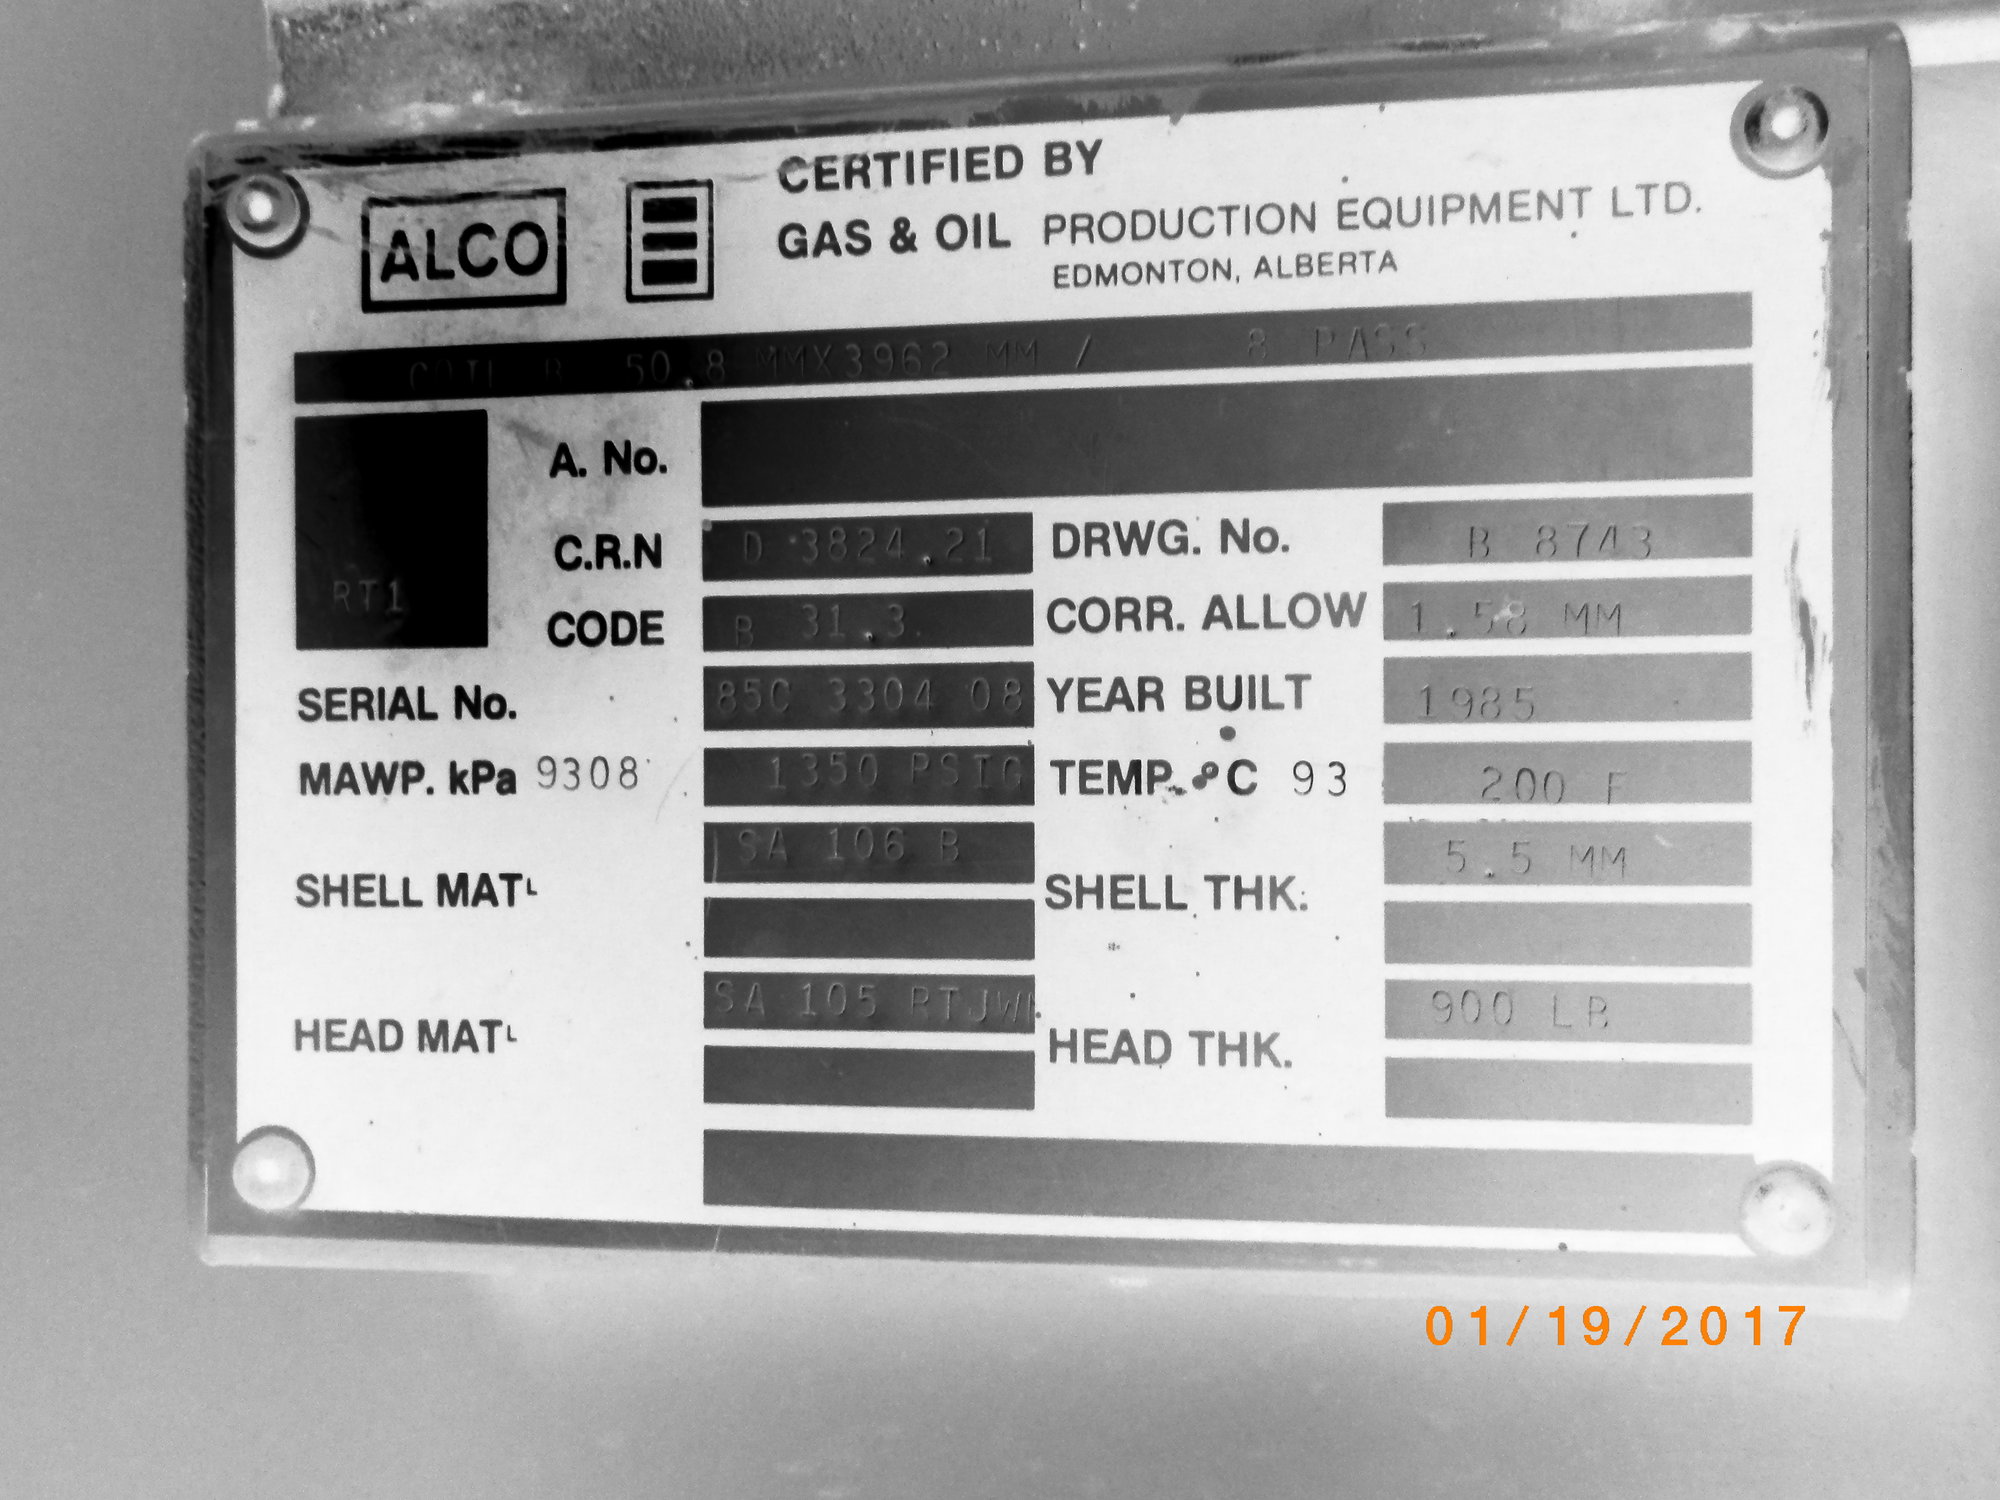 ALCO
CERTIFIED BY
GAS & OIL PRODUCTION EQUIPMENT LTD.
EDMONTON, ALBERTA
COIL B 50.8 MMX3962 MM / 8 PASS
RT1
A. No.
C.R.N D 3824.21 DRWG. No. B 8743
CODE B 31.3 CORR. ALLOW 1.58 MM
SERIAL No. 85C 3304 08 YEAR BUILT 1985
MAWP. kPa 9308 1350 PSIG TEMP. °C 93 200 F
SHELL MATL SA 106 B SHELL THK. 5.5 MM
HEAD MATL SA 105 RTJWN HEAD THK. 900 LB
01/19/2017